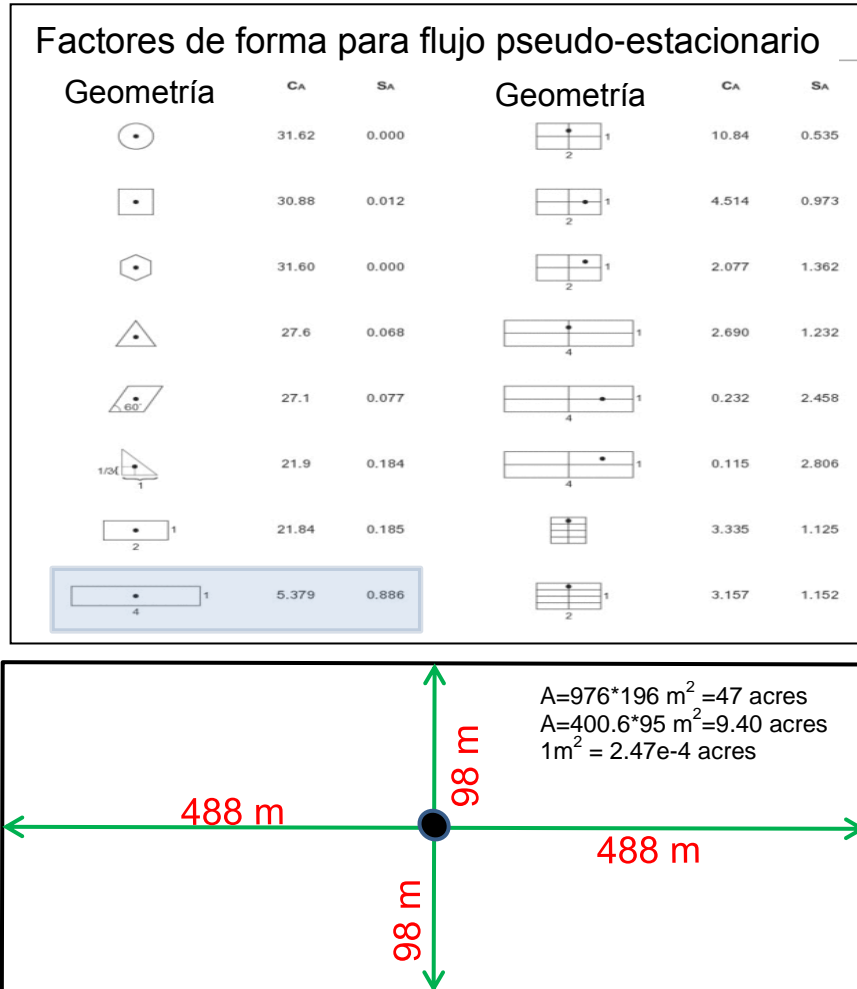 Factores de forma para flujo pseudo-estacionario
Geometría CA SA Geometría CA SA
31.62 0.000 1 2 10.84 0.535
30.88 0.012 1 2 4.514 0.973
31.60 0.000 1 2 2.077 1.362
27.6 0.068 1 4 2.690 1.232
60° 27.1 0.077 1 4 0.232 2.458
1/3 1 21.9 0.184 1 4 0.115 2.806
1 2 21.84 0.185 3.335 1.125
1 4 5.379 0.886 1 2 3.157 1.152
A=976*196 m² =47 acres
A=400.6*95 m²=9.40 acres
1m² = 2.47e-4 acres
98 m
488 m
488 m
98 m